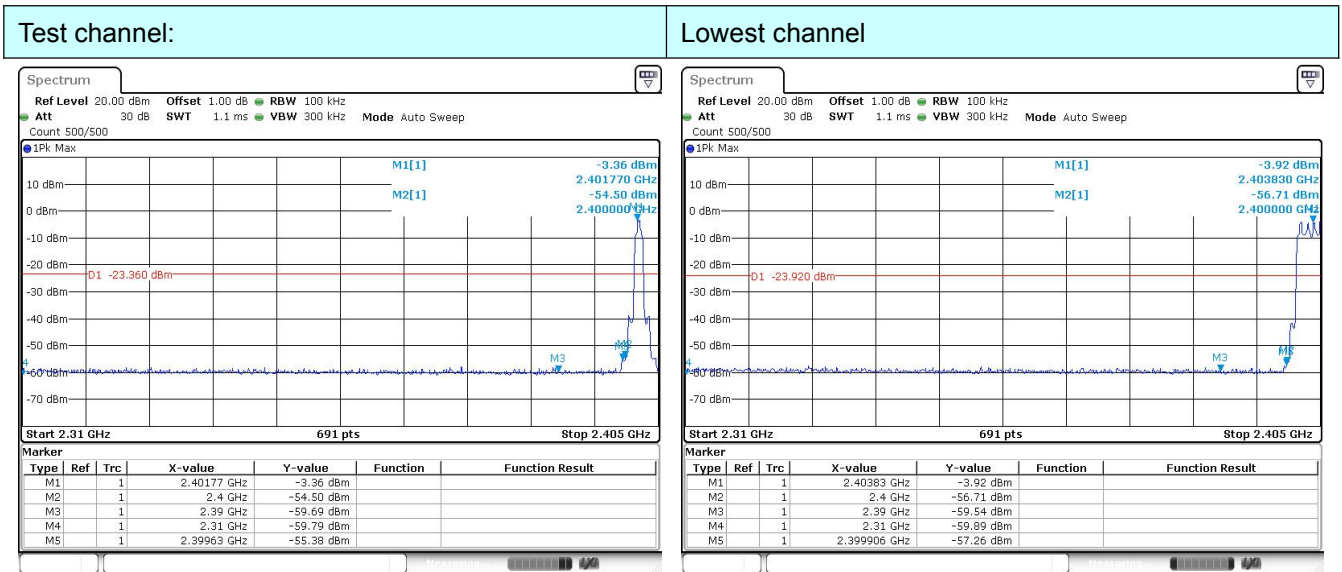 Test channel: Lowest channel
Spectrum
Ref Level 20.00 dBm Offset 1.00 dB RBW 100 kHz
Att 30 dB SWT 1.1 ms VBW 300 kHz Mode Auto Sweep
Count 500/500
1Pk Max
M1[1] -3.36 dBm
2.401770 GHz
10 dBm
M2[1] -54.50 dBm
0 dBm 2.400000 GHz
M1
-10 dBm
-20 dBm
D1 -23.360 dBm
-30 dBm
-40 dBm
-50 dBm
M3
-60 dBm
-70 dBm
Start 2.31 GHz 691 pts Stop 2.405 GHz
Marker
Type Ref Trc X-value Y-value Function Function Result
M1 1 2.40177 GHz -3.36 dBm
M2 1 2.4 GHz -54.50 dBm
M3 1 2.39 GHz -59.69 dBm
M4 1 2.31 GHz -59.79 dBm
M5 1 2.39963 GHz -55.38 dBm
Measuring...
Spectrum
Ref Level 20.00 dBm Offset 1.00 dB RBW 100 kHz
Att 30 dB SWT 1.1 ms VBW 300 kHz Mode Auto Sweep
Count 500/500
1Pk Max
M1[1] -3.92 dBm
2.403830 GHz
10 dBm
M2[1] -56.71 dBm
0 dBm 2.400000 GHz
-10 dBm
-20 dBm
D1 -23.920 dBm
-30 dBm
-40 dBm
-50 dBm
M3
-60 dBm
-70 dBm
Start 2.31 GHz 691 pts Stop 2.405 GHz
Marker
Type Ref Trc X-value Y-value Function Function Result
M1 1 2.40383 GHz -3.92 dBm
M2 1 2.4 GHz -56.71 dBm
M3 1 2.39 GHz -59.54 dBm
M4 1 2.31 GHz -59.89 dBm
M5 1 2.399906 GHz -57.26 dBm
Measuring...